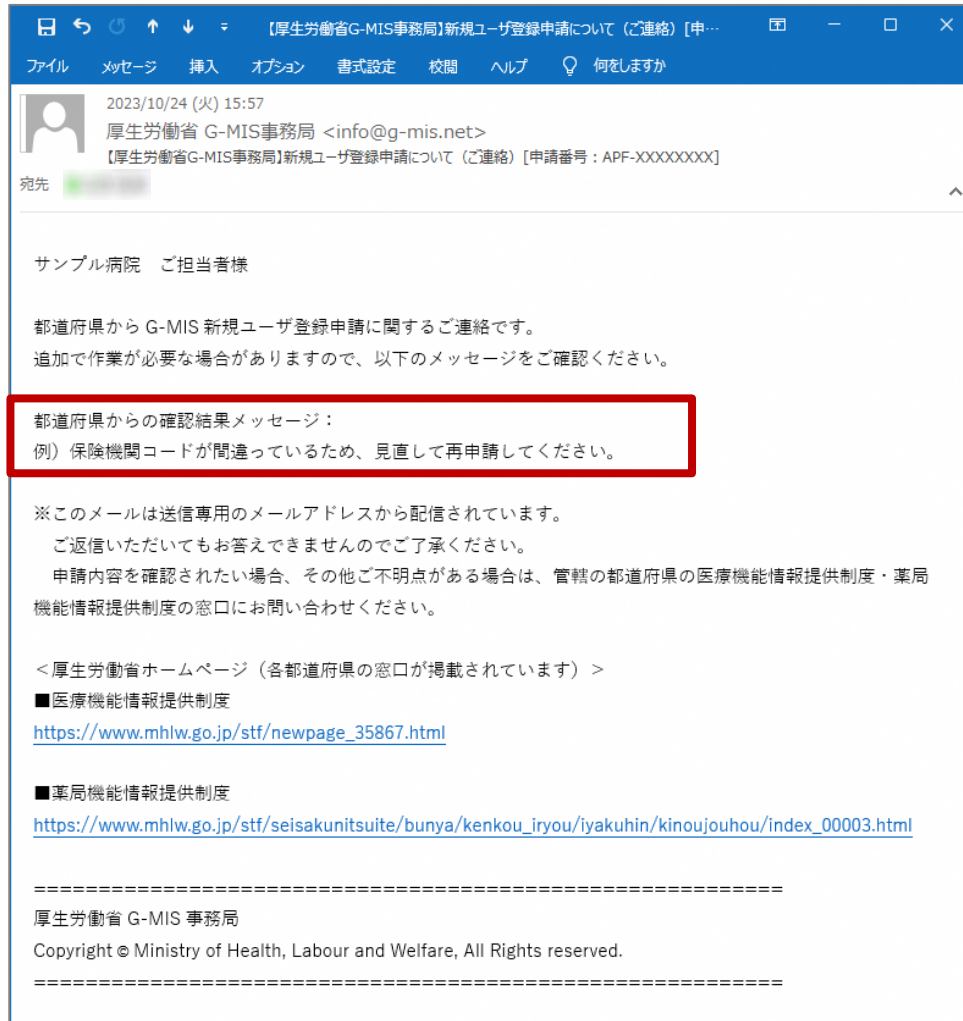 【厚生労働省G-MIS事務局】新規ユーザ登録申請について（ご連絡）[申…
ファイル メッセージ 挿入 オプション 書式設定 校閲 ヘルプ 何をしますか
2023/10/24 (火) 15:57
厚生労働省 G-MIS事務局 <info@g-mis.net>
【厚生労働省G-MIS事務局】新規ユーザ登録申請について（ご連絡）[申請番号：APF-XXXXXXXX]
宛先
サンプル病院　ご担当者様
都道府県から G-MIS 新規ユーザ登録申請に関するご連絡です。
追加で作業が必要な場合がありますので、以下のメッセージをご確認ください。
都道府県からの確認結果メッセージ：
例）保険機関コードが間違っているため、見直して再申請してください。
※このメールは送信専用のメールアドレスから配信されています。
ご返信いただいてもお答えできませんのでご了承ください。
申請内容を確認されたい場合、その他ご不明点がある場合は、管轄の都道府県の医療機能情報提供制度・薬局
機能情報提供制度の窓口にお問い合わせください。
＜厚生労働省ホームページ（各都道府県の窓口が掲載されています）＞
■医療機能情報提供制度
https://www.mhlw.go.jp/stf/newpage_35867.html
■薬局機能情報提供制度
https://www.mhlw.go.jp/stf/seisakunitsuite/bunya/kenkou_iryou/iyakuhin/kinoujouhou/index_00003.html
==========================================================
厚生労働省 G-MIS 事務局
Copyright © Ministry of Health, Labour and Welfare, All Rights reserved.
==========================================================